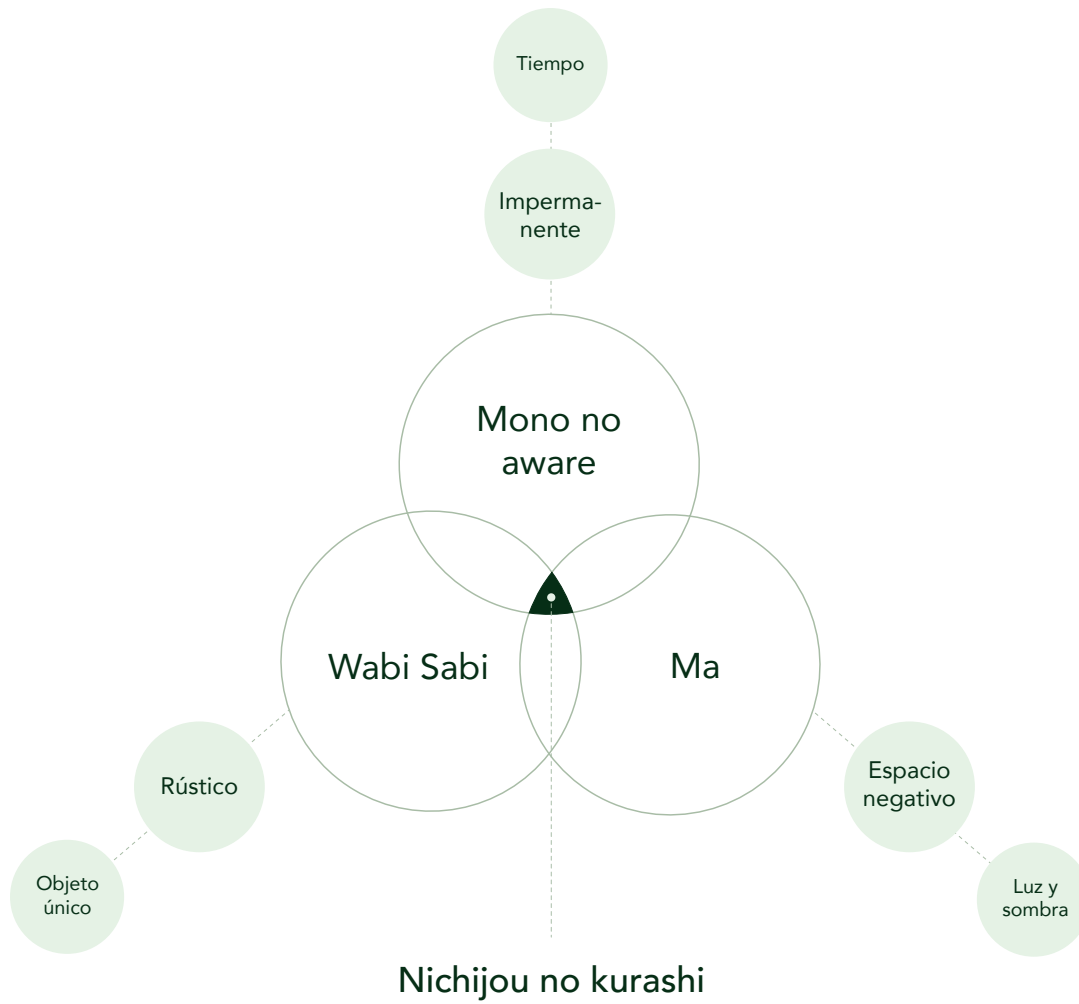 Tiempo
Imperma-
nente
Mono no
aware
Wabi Sabi
Ma
Rústico
Espacio
negativo
Objeto
único
Luz y
sombra
Nichijou no kurashi